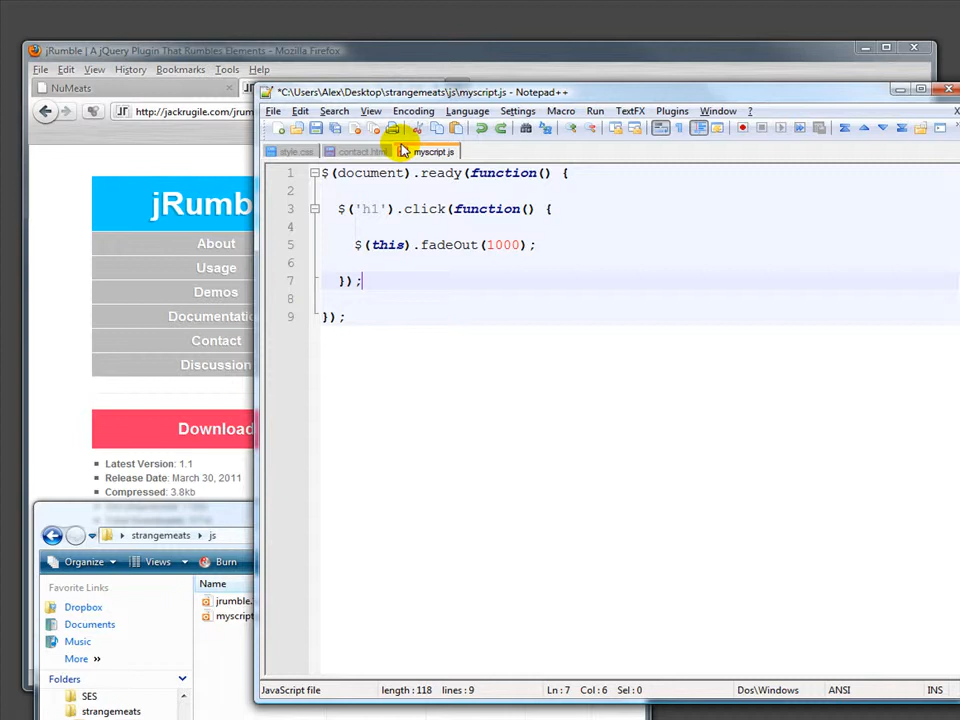 jRumble | A jQuery Plugin That Rumbles Elements - Mozilla Firefox
File Edit View History Bookmarks Tools Help
NuMeats
http://jackrugile.com/jrum
jRumb
About
Usage
Demos
Documentatio
Contact
Discussion
Download
Latest Version: 1.1
Release Date: March 30, 2011
Compressed: 3.8kb
*C:\Users\Alex\Desktop\strangemeats\js\myscript.js - Notepad++
File Edit Search View Encoding Language Settings Macro Run TextFX Plugins Window ?
style.css contact.html myscript.js
1 $(document).ready(function() {
2
3 $('h1').click(function() {
4
5 $(this).fadeOut(1000);
6
7 });
8
9 });
JavaScript file length : 118 lines : 9 Ln : 7 Col : 6 Sel : 0 Dos\Windows ANSI INS
strangemeats js
Organize Views Burn
Favorite Links
Dropbox
Documents
Music
More »
Folders
SES
strangemeats
Name
jrumble.
myscript